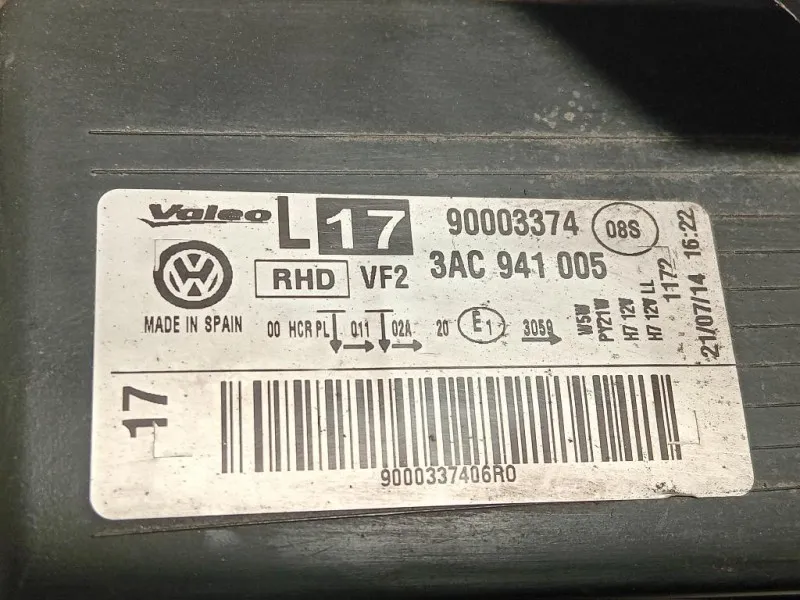 Valeo L 17 90003374 08S
RHD VF2 3AC 941 005
MADE IN SPAIN
00 HCR PL 011 02A 20 E1 3059
W5W
PY21W
H7 12V
H7 12V LL
1172
21/07/14 16:22
17
9000337406R0